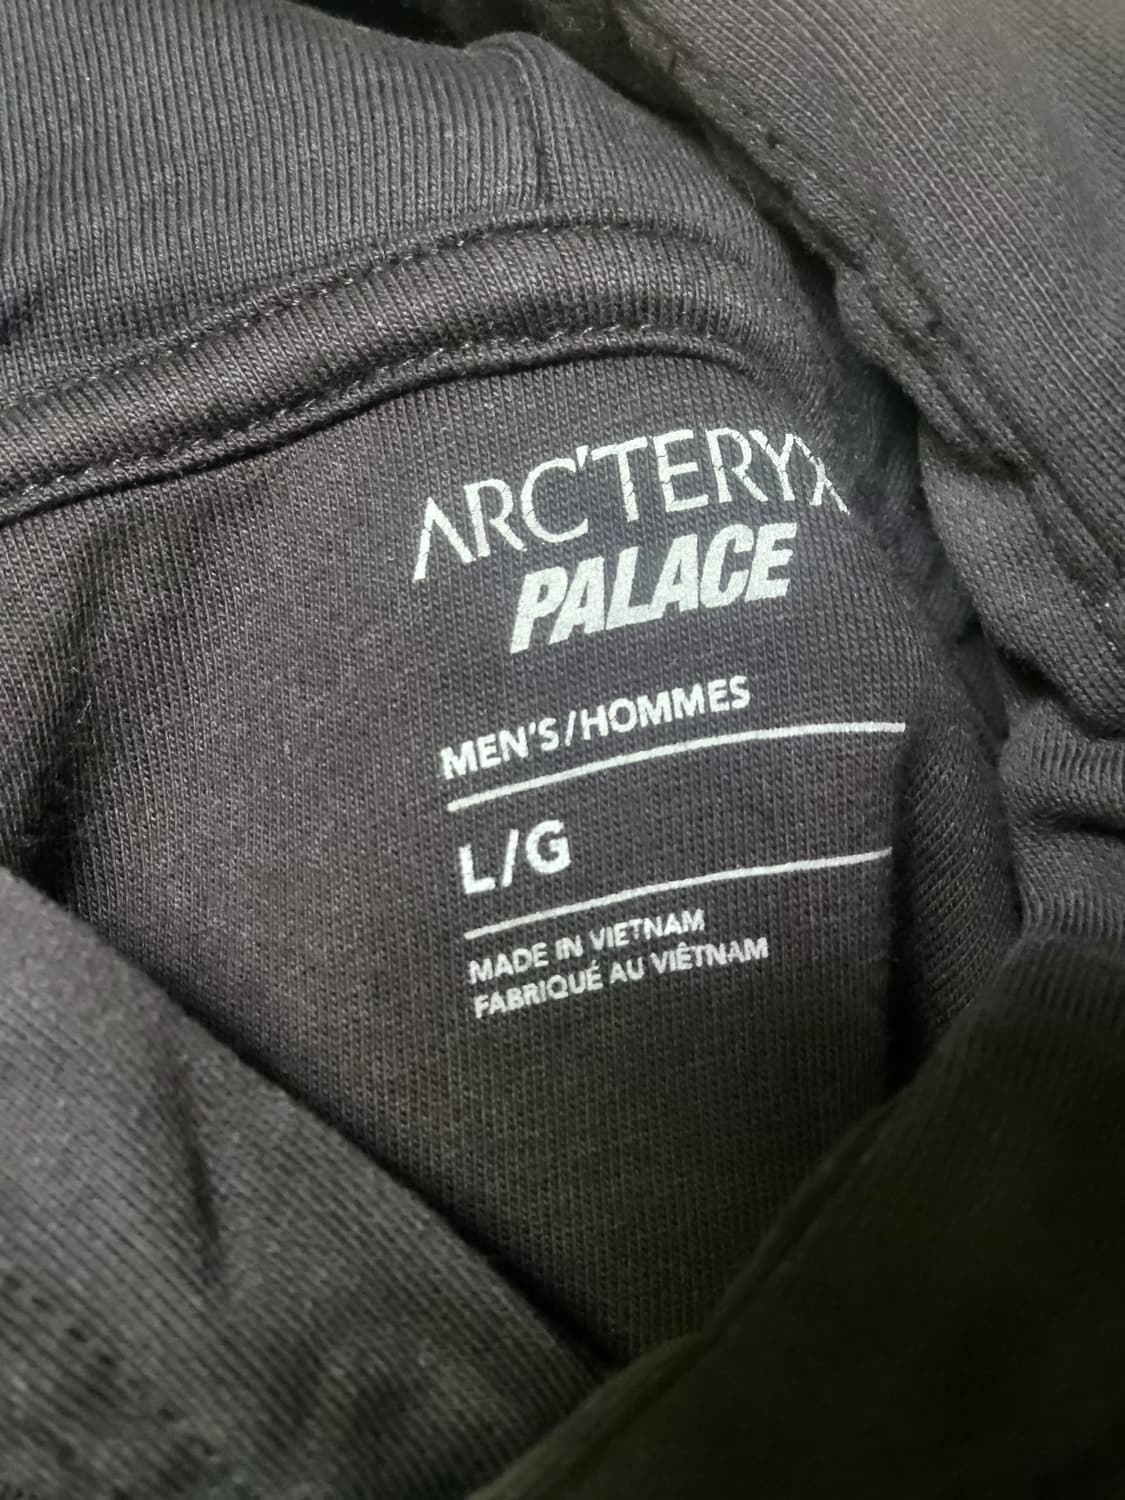 ARC'TERYX
PALACE
MEN'S/HOMMES
L/G
MADE IN VIETNAM
FABRIQUÉ AU VIÊTNAM